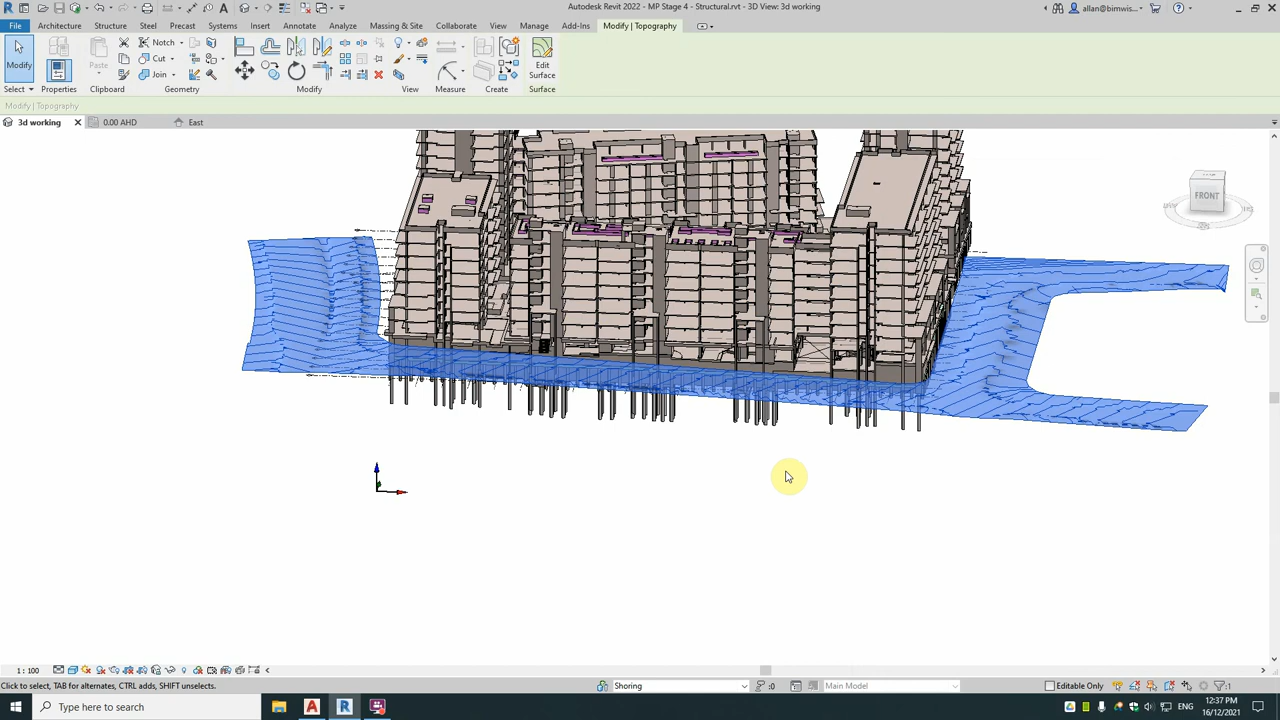 Autodesk Revit 2022 - MP Stage 4 - Structural.rvt - 3D View: 3d working
allan@bimwis...
File Architecture Structure Steel Precast Systems Insert Annotate Analyze Massing & Site Collaborate View Manage Add-Ins Modify | Topography
Modify
Paste
Notch
Cut
Join
Edit
Surface
Select Properties Clipboard Geometry Modify View Measure Create Surface
Modify | Topography
3d working
0.00 AHD
East
FRONT
1 : 100
Click to select, TAB for alternates, CTRL adds, SHIFT unselects.
Shoring
:0
Main Model
Editable Only
:1
Type here to search
ENG
12:37 PM
16/12/2021